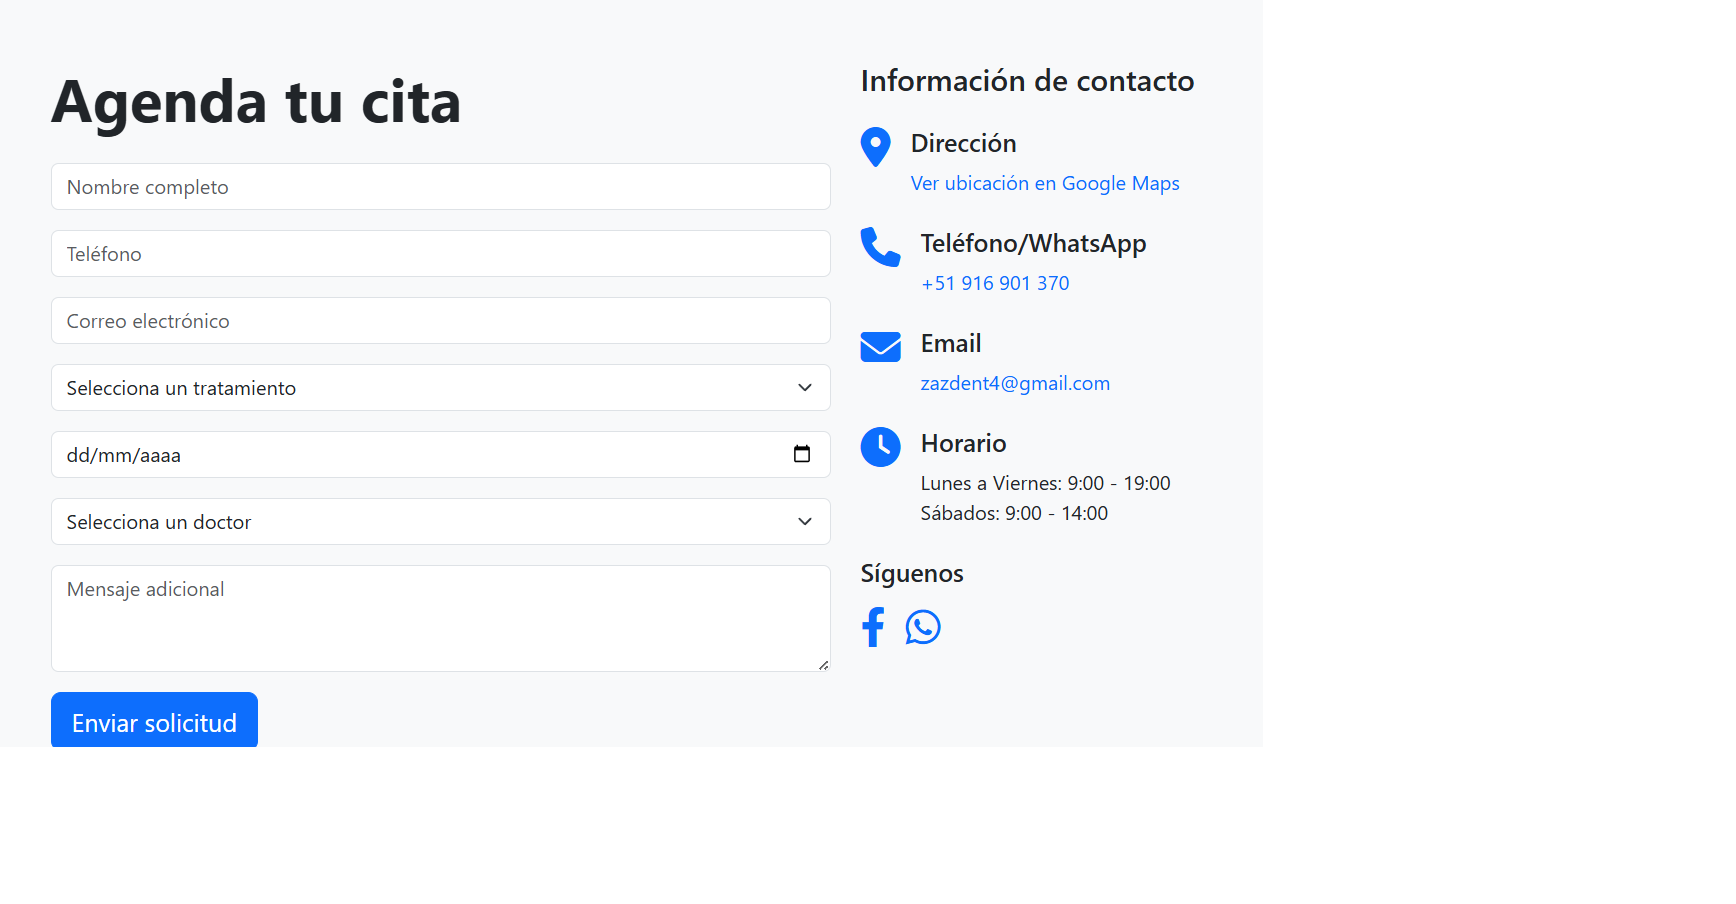 Agenda tu cita
Nombre completo
Teléfono
Correo electrónico
Selecciona un tratamiento
dd/mm/aaaa
Selecciona un doctor
Mensaje adicional
Enviar solicitud
Información de contacto
Dirección
Ver ubicación en Google Maps
Teléfono/WhatsApp
+51 916 901 370
Email
zazdent4@gmail.com
Horario
Lunes a Viernes: 9:00 - 19:00
Sábados: 9:00 - 14:00
Síguenos